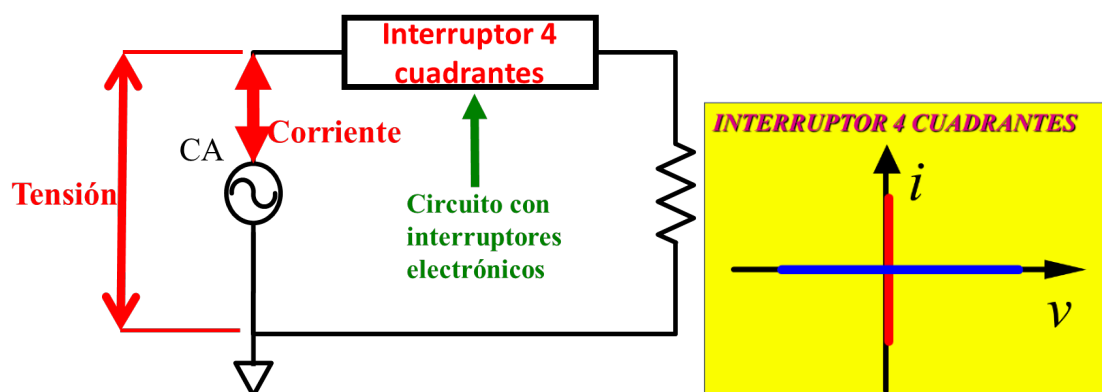 Interruptor 4
cuadrantes
Corriente
CA
Tensión
Circuito con
interruptores
electrónicos
INTERRUPTOR 4 CUADRANTES
i
v